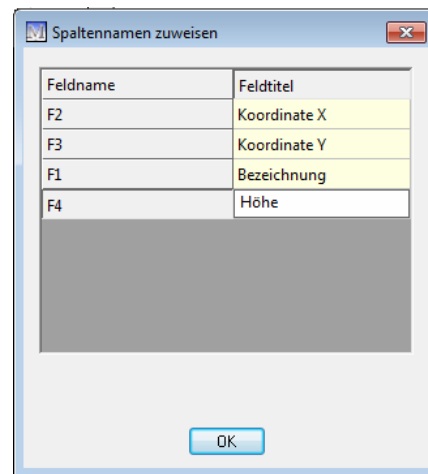 Spaltennamen zuweisen
Feldname Feldtitel
F2 Koordinate X
F3 Koordinate Y
F1 Bezeichnung
F4 Höhe
OK